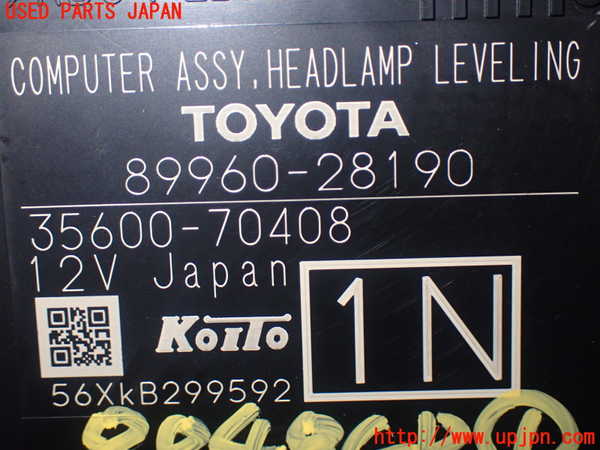 USED PARTS JAPAN
COMPUTER ASSY, HEADLAMP LEVELING
TOYOTA
89960-28190
35600-70408
12V Japan
1N
KoiTo
56XkB299592
http://www.upjpn.com